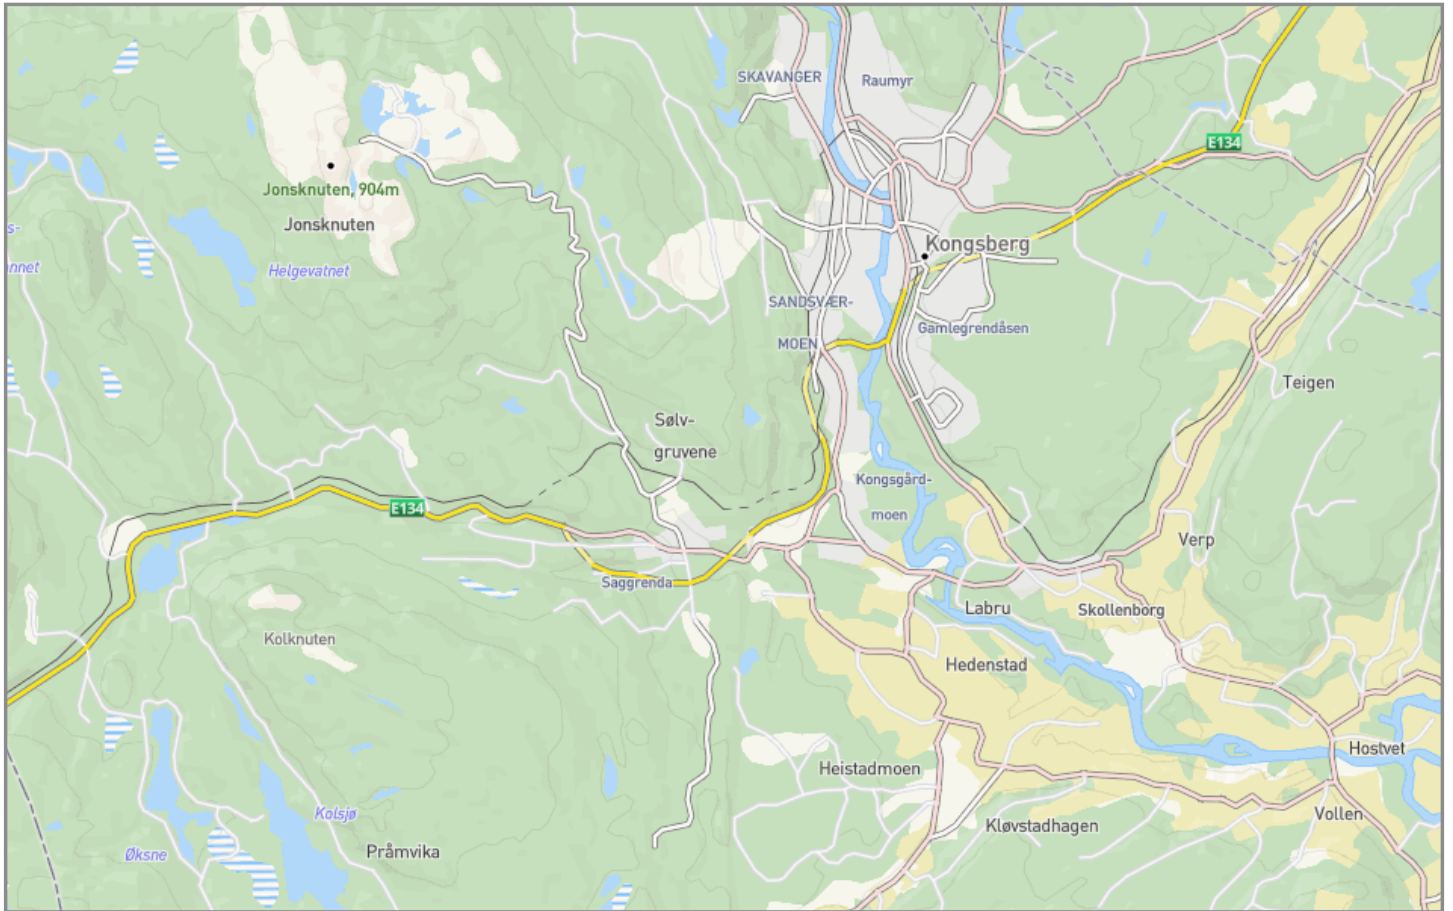 SKAVANGER
Raumyr
E134
Jonsknuten, 904m
Jonsknuten
s-
nnet
Helgevatnet
Kongsberg
SANDSVÆR-
MOEN
Gamlegrendåsen
Teigen
Sølv-
gruvene
Kongsgård-
moen
E134
Verp
Saggrenda
Labru
Skollenborg
Kolknuten
Hedenstad
Hostvet
Heistadmoen
Kolsjø
Vollen
Kløvstadhagen
Øksne
Pråmvika